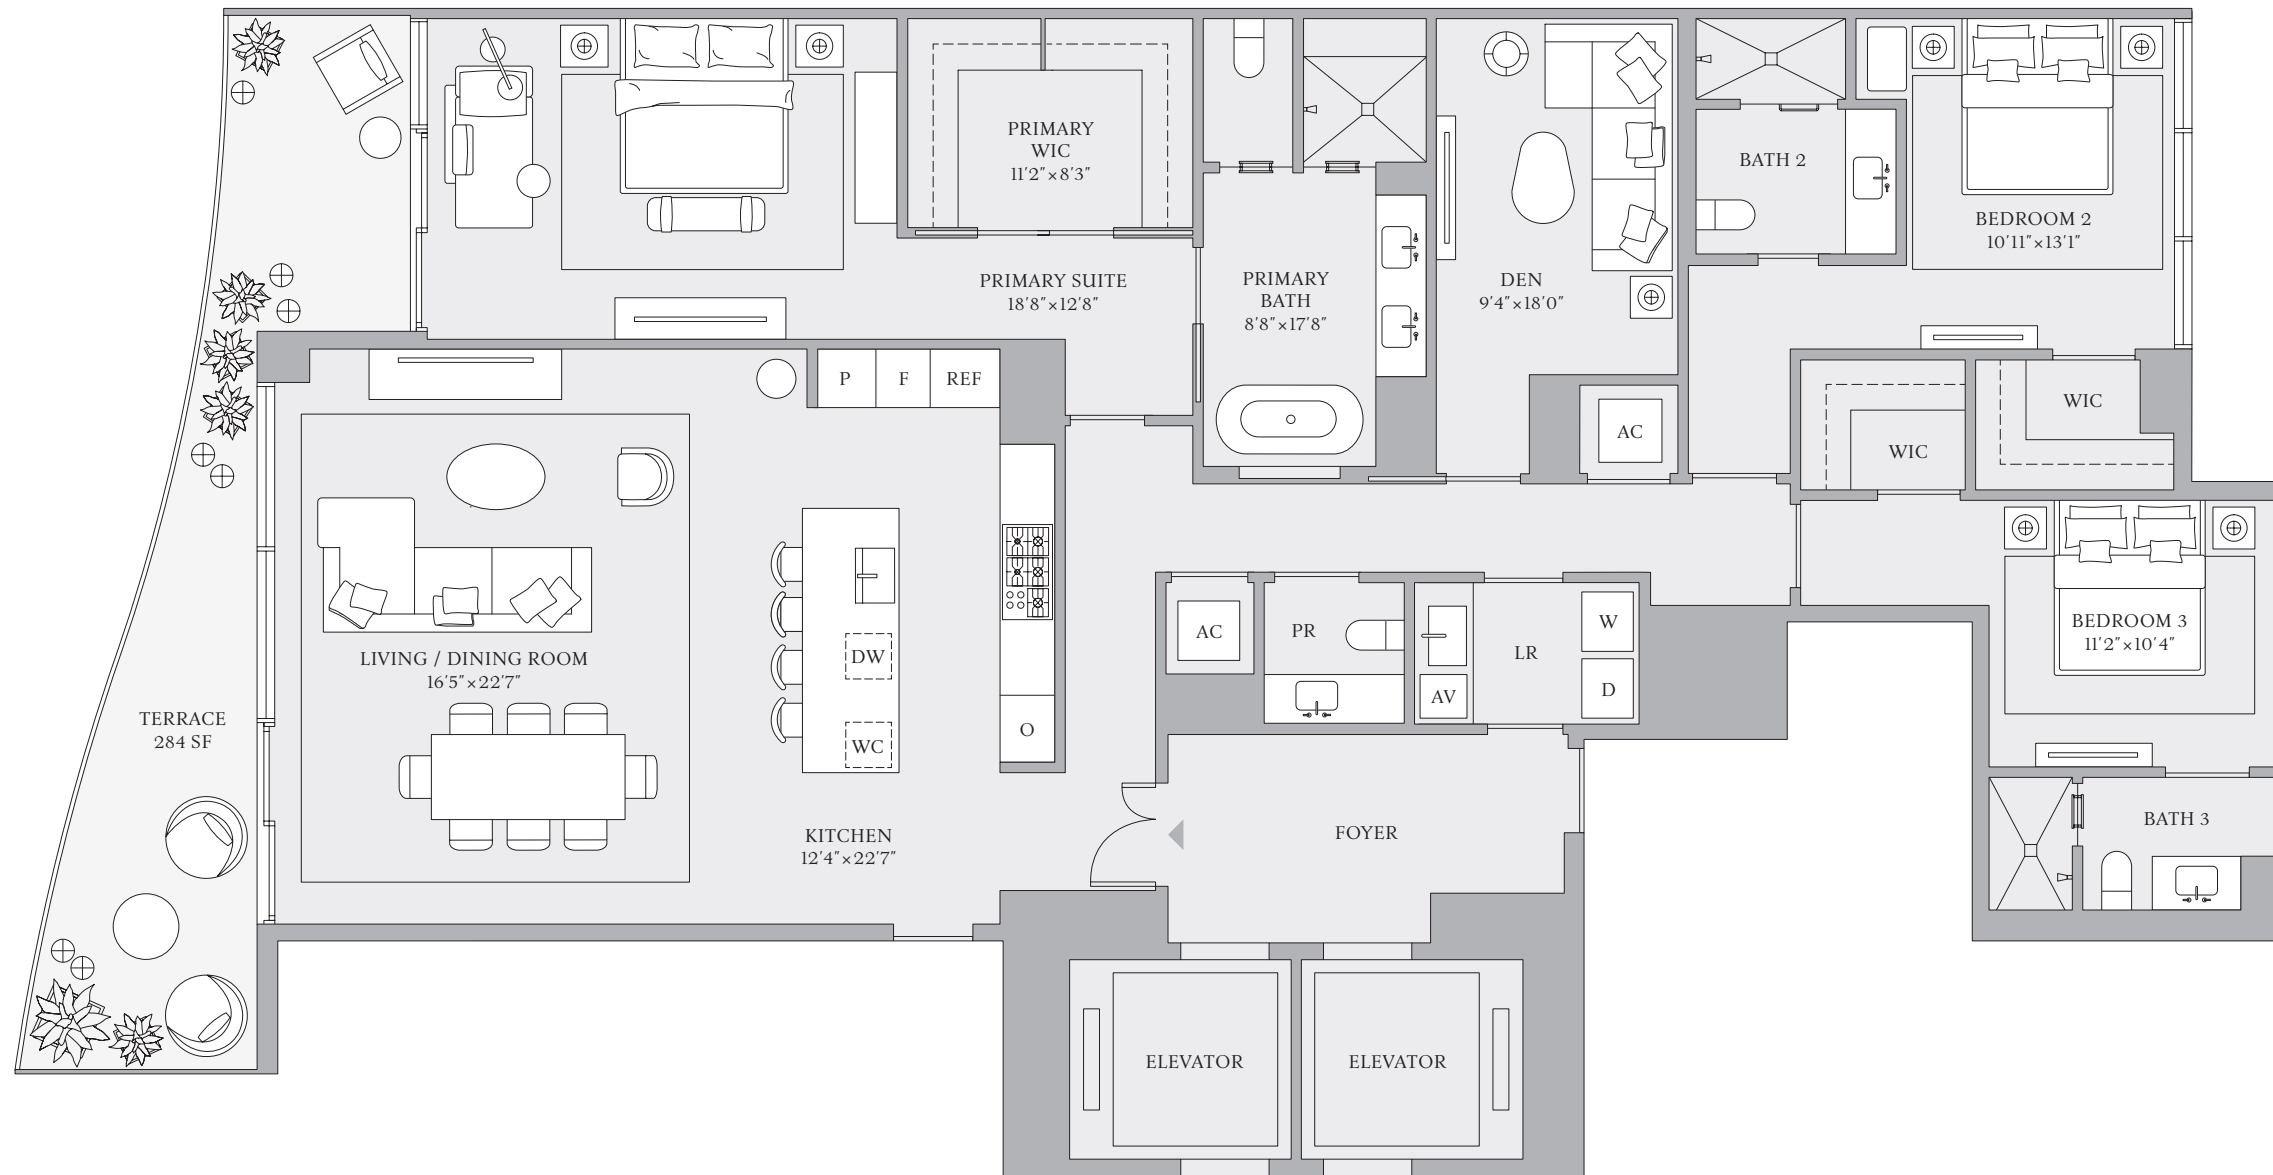 PRIMARY
WIC
11'2"×8'3"
PRIMARY SUITE
18'8"×12'8"
PRIMARY
BATH
8'8"×17'8"
DEN
9'4"×18'0"
BATH 2
BEDROOM 2
10'11"×13'1"
P
F
REF
AC
WIC
WIC
LIVING / DINING ROOM
16'5"×22'7"
TERRACE
284 SF
DW
WC
O
KITCHEN
12'4"×22'7"
AC
PR
AV
LR
W
D
BEDROOM 3
11'2"×10'4"
BATH 3
FOYER
ELEVATOR
ELEVATOR